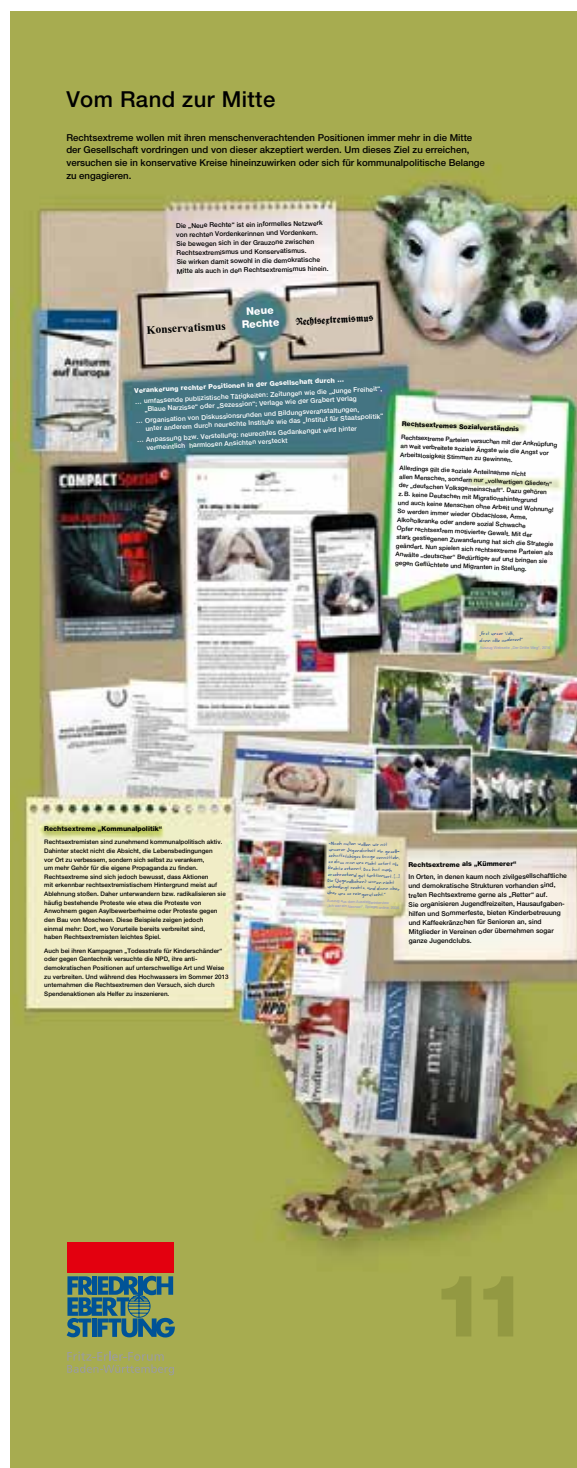 Vom Rand zur Mitte
Rechtsextreme wollen mit ihren menschenverachtenden Positionen immer mehr in die Mitte
der Gesellschaft vordringen und von dieser akzeptiert werden. Um dieses Ziel zu erreichen,
versuchen sie in konservative Kreise hineinzuwirken oder sich für kommunalpolitische Belange
zu engagieren.
Die „Neue Rechte“ ist ein informelles Netzwerk
von rechten Vordenkerinnen und Vordenkern.
Sie bewegen sich in der Grauzone zwischen
Rechtsextremismus und Konservatismus.
Sie wirken damit sowohl in die demokratische
Mitte als auch in den Rechtsextremismus hinein.
Konservatismus
Neue
Rechte
Rechtsextremismus
Ansturm
auf Europa
Verankerung rechter Positionen in der Gesellschaft durch ...
... umfassende publizistische Tätigkeiten: Zeitungen wie die „Junge Freiheit“,
„Blaue Narzisse“ oder „Sezession“; Verlage wie der Grabert Verlag
... Organisation von Diskussionsrunden und Bildungsveranstaltungen,
unter anderem durch neurechte Institute wie das „Institut für Staatspolitik“
... Anpassung bzw. Verstellung: neurechtes Gedankengut wird hinter
vermeintlich harmlosen Ansichten versteckt
Rechtsextremes Sozialverständnis
Rechtsextreme Parteien versuchen mit der Anknüpfung
an weit verbreitete soziale Ängste wie die Angst vor
Arbeitslosigkeit Stimmen zu gewinnen.
Allerdings gilt die soziale Anteilnahme nicht
allen Menschen, sondern nur „vollwertigen Gliedern“
der „deutschen Volksgemeinschaft“. Dazu gehören
z.B. keine Deutschen mit Migrationshintergrund
und auch keine Menschen ohne Arbeit und Wohnung!
So werden immer wieder Obdachlose, Arme,
Alkoholkranke oder andere sozial Schwache
Opfer rechtsextrem motivierter Gewalt. Mit der
stark gestiegenen Zuwanderung hat sich die Strategie
geändert. Nun spielen sich rechtsextreme Parteien als
Anwälte „deutscher“ Bedürftiger auf und bringen sie
gegen Geflüchtete und Migranten in Stellung.
COMPACT Spezial
Rechtsextreme „Kommunalpolitik“
Rechtsextremisten sind zunehmend kommunalpolitisch aktiv.
Dahinter steckt nicht die Absicht, die Lebensbedingungen
vor Ort zu verbessern, sondern sich selbst zu verankern,
um mehr Gehör für die eigene Propaganda zu finden.
Rechtsextreme sind sich jedoch bewusst, dass Aktionen
mit erkennbar rechtsextremistischem Hintergrund meist auf
Ablehnung stoßen. Daher unterwandern bzw. radikalisieren sie
häufig bestehende Proteste wie etwa die Proteste von
Anwohnern gegen Asylbewerberheime oder Proteste gegen
den Bau von Moscheen. Diese Beispiele zeigen jedoch
einmal mehr: Dort, wo Vorurteile bereits verbreitet sind,
haben Rechtsextremisten leichtes Spiel.
Auch bei ihren Kampagnen „Todesstrafe für Kinderschänder“
oder gegen Gentechnik versuchte die NPD, ihre anti-
demokratischen Positionen auf unterschwellige Art und Weise
zu verbreiten. Und während des Hochwassers im Sommer 2013
unternahmen die Rechtsextremen den Versuch, sich durch
Spendenaktionen als Helfer zu inszenieren.
Rechtsextreme als „Kümmerer“
In Orten, in denen kaum noch zivilgesellschaftliche
und demokratische Strukturen vorhanden sind,
treten Rechtsextreme gerne als „Retter“ auf.
Sie organisieren Jugendfreizeiten, Hausaufgaben-
hilfen und Sommerfeste, bieten Kinderbetreuung
und Kaffeekränzchen für Senioren an, sind
Mitglieder in Vereinen oder übernehmen sogar
ganze Jugendclubs.
NPD
Rechte
Profiteure
WELT am SONN
FRIEDRICH
EBERT
STIFTUNG
11